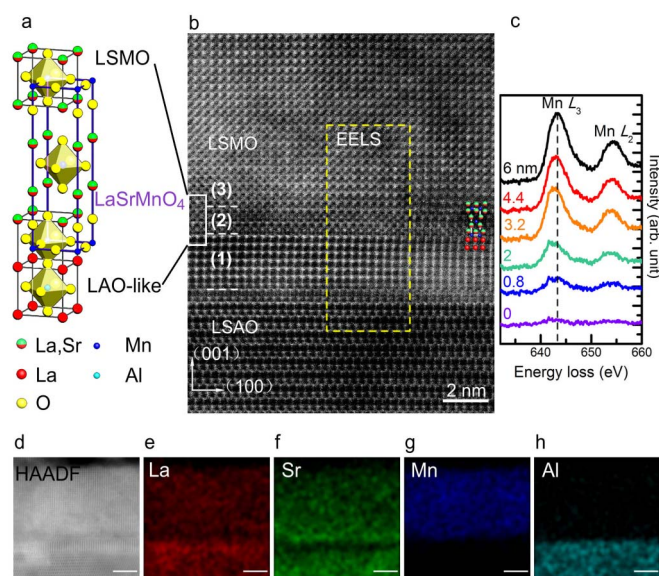 a
LSMO
LaSrMnO₄
LAO-like
La,Sr
Mn
La
Al
O
b
LSMO
EELS
(3)
(2)
(1)
LSAO
(001)
(100)
2 nm
c
Mn L₃
Mn L₂
6 nm
4.4
3.2
2
0.8
0
Intensity (arb. unit)
640 650 660
Energy loss (eV)
d e f g h
HAADF La Sr Mn Al